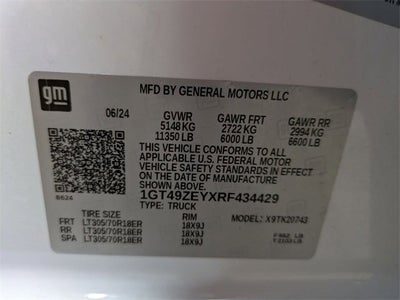 gm
MFD BY GENERAL MOTORS LLC
06/24 GVWR GAWR FRT GAWR RR
5148KG 2722 KG 2994 KG
11350 LB 6000 LB 6600 LB
THIS VEHICLE CONFORMS TO ALL APPLICABLE U.S. FEDERAL MOTOR
VEHICLE SAFETY STANDARDS IN EFFECT ON THE DATE OF
MANUFACTURE SHOWN ABOVE.
1GT49ZEYXRF434429
8624 TYPE: TRUCK
TIRE SIZE RIM MODEL:
FRT LT305/70R18ER 18X9J
RR LT305/70R18ER 18X9J
SPA LT305/70R18ER 18X9J